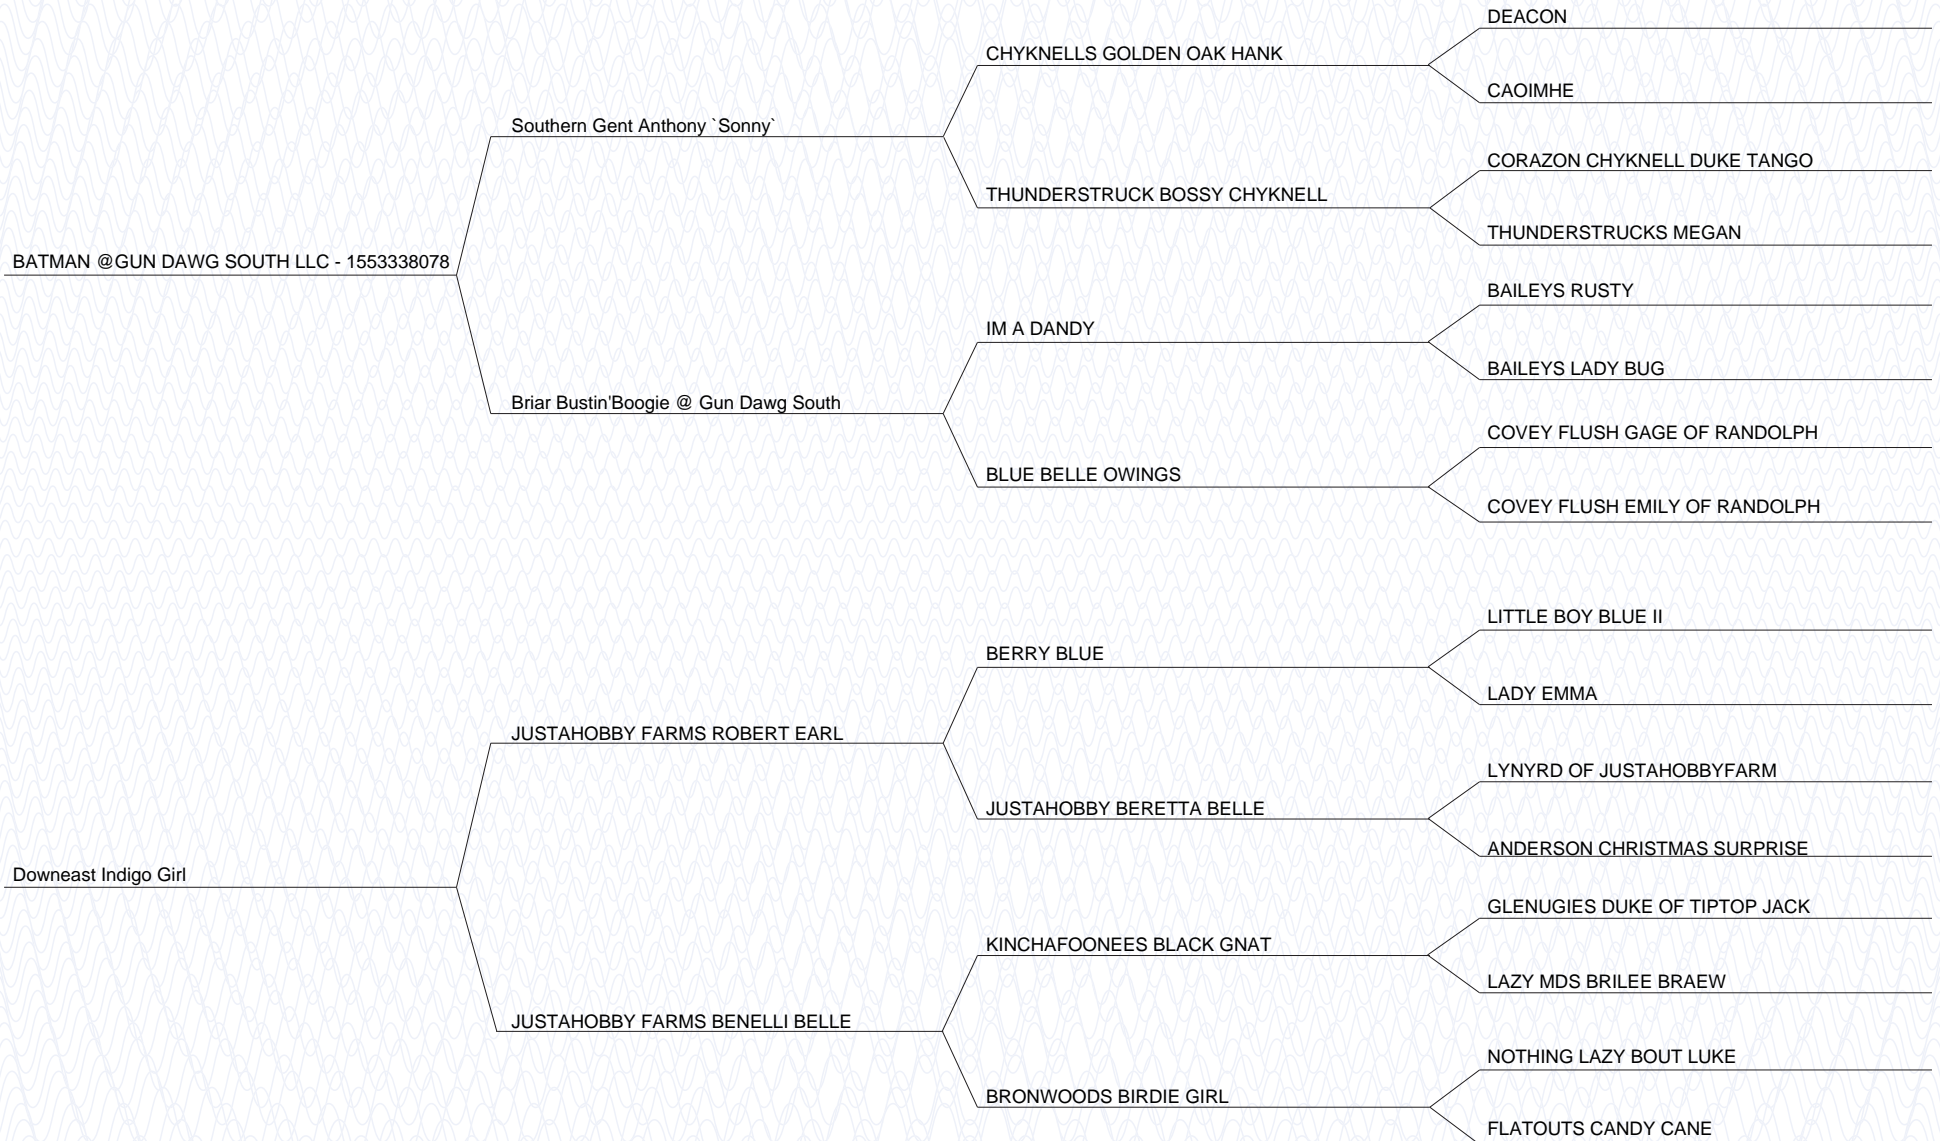 DEACON
CHYKNELLS GOLDEN OAK HANK
CAOIMHE
Southern Gent Anthony `Sonny`
CORAZON CHYKNELL DUKE TANGO
THUNDERSTRUCK BOSSY CHYKNELL
THUNDERSTRUCKS MEGAN
BATMAN @GUN DAWG SOUTH LLC - 1553338078
BAILEYS RUSTY
IM A DANDY
BAILEYS LADY BUG
Briar Bustin'Boogie @ Gun Dawg South
COVEY FLUSH GAGE OF RANDOLPH
BLUE BELLE OWINGS
COVEY FLUSH EMILY OF RANDOLPH
LITTLE BOY BLUE II
BERRY BLUE
LADY EMMA
JUSTAHOBBY FARMS ROBERT EARL
LYNYRD OF JUSTAHOBBYFARM
JUSTAHOBBY BERETTA BELLE
ANDERSON CHRISTMAS SURPRISE
Downeast Indigo Girl
GLENUGIES DUKE OF TIPTOP JACK
KINCHAFOONEES BLACK GNAT
LAZY MDS BRILEE BRAEW
JUSTAHOBBY FARMS BENELLI BELLE
NOTHING LAZY BOUT LUKE
BRONWOODS BIRDIE GIRL
FLATOUTS CANDY CANE